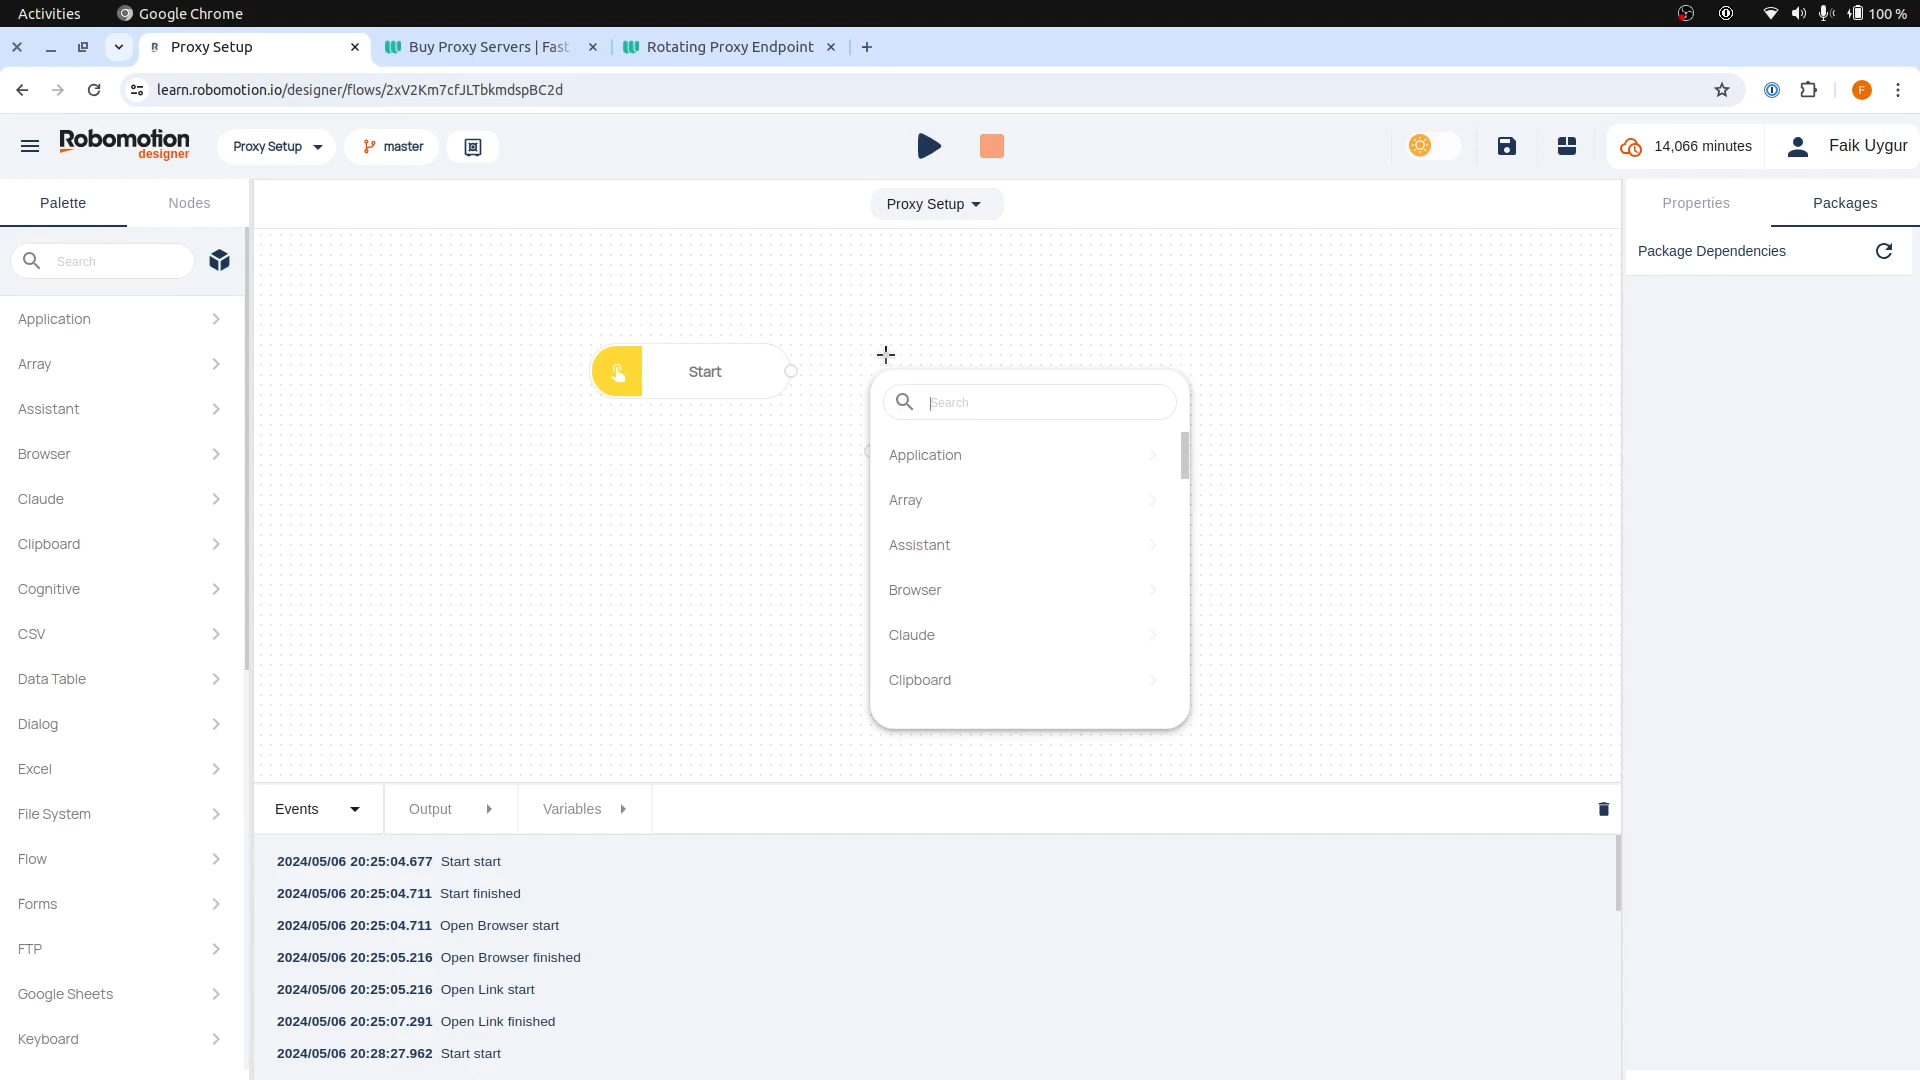 Activities
Google Chrome
100 %
Proxy Setup
Buy Proxy Servers | Fast
Rotating Proxy Endpoint
learn.robomotion.io/designer/flows/2xV2Km7cfJLTbkmdspBC2d
F
Robomotion
designer
Proxy Setup
master
14,066 minutes
Faik Uygur
Palette
Nodes
Proxy Setup
Properties
Packages
Search
Package Dependencies
Application
Array
Assistant
Browser
Claude
Clipboard
Cognitive
CSV
Data Table
Dialog
Excel
File System
Flow
Forms
FTP
Google Sheets
Keyboard
Start
Search
Application
Array
Assistant
Browser
Claude
Clipboard
Events
Output
Variables
2024/05/06 20:25:04.677 Start start
2024/05/06 20:25:04.711 Start finished
2024/05/06 20:25:04.711 Open Browser start
2024/05/06 20:25:05.216 Open Browser finished
2024/05/06 20:25:05.216 Open Link start
2024/05/06 20:25:07.291 Open Link finished
2024/05/06 20:28:27.962 Start start